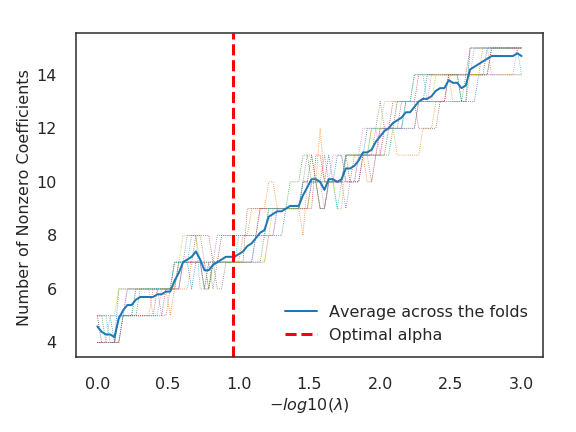 Number of Nonzero Coefficients
14
12
10
8
6
4
Average across the folds
Optimal alpha
0.0 0.5 1.0 1.5 2.0 2.5 3.0
−log10(λ)